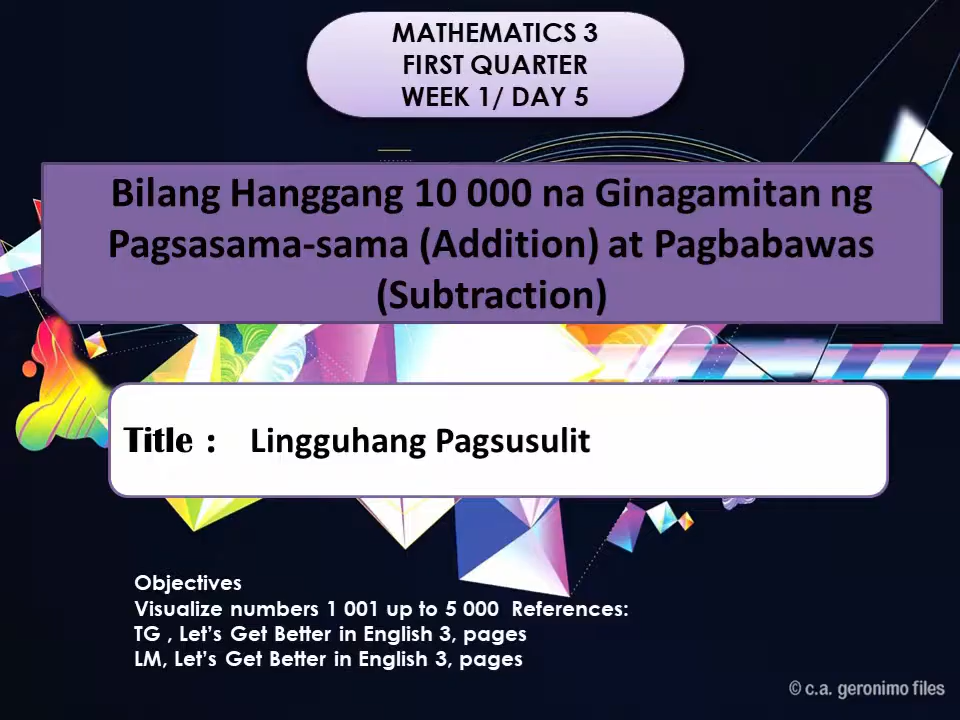 MATHEMATICS 3
FIRST QUARTER
WEEK 1/ DAY 5
Bilang Hanggang 10 000 na Ginagamitan ng
Pagsasama-sama (Addition) at Pagbabawas
(Subtraction)
Title : Lingguhang Pagsusulit
Objectives
Visualize numbers 1 001 up to 5 000 References:
TG , Let's Get Better in English 3, pages
LM, Let's Get Better in English 3, pages
© c.a. geronimo files